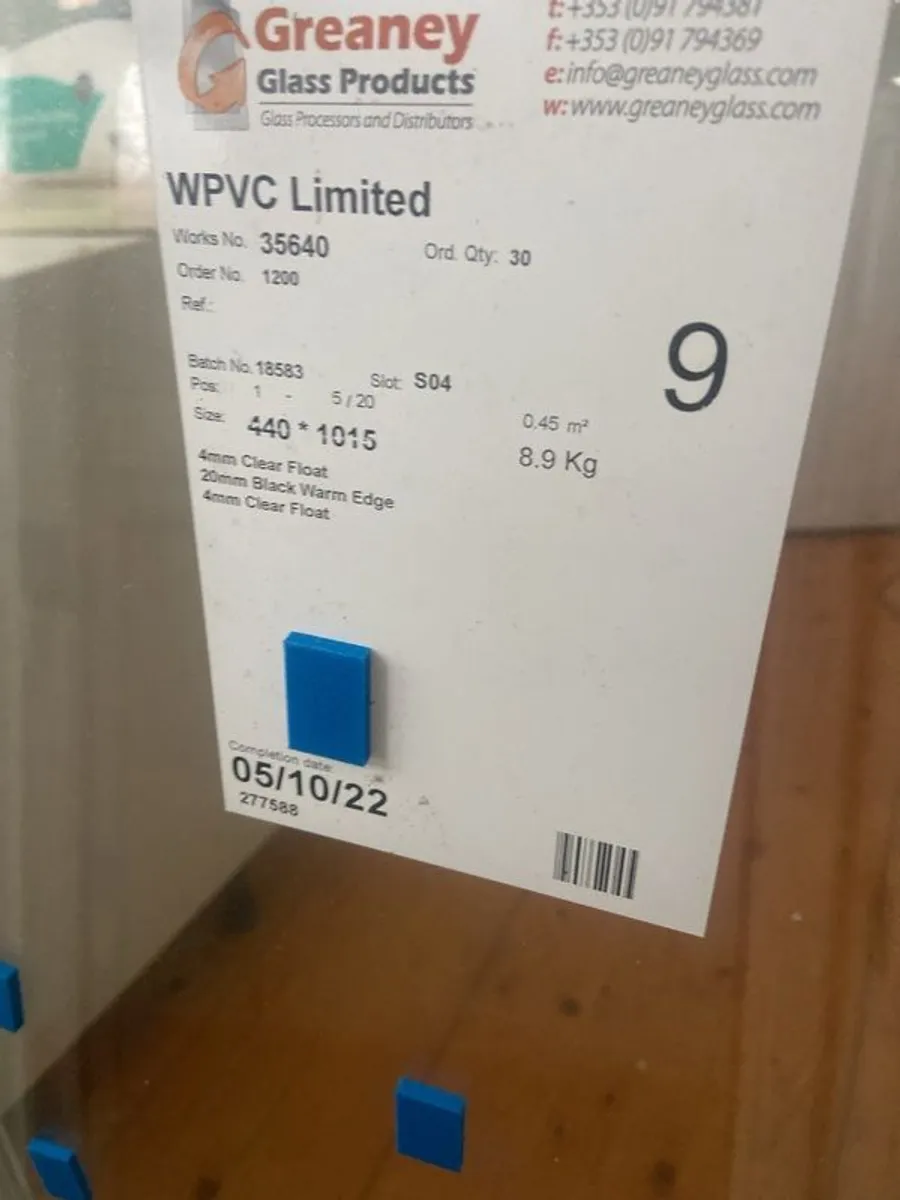 Greaney
Glass Products
Glass Processors and Distributors
t:+353 (0)91 794381
f:+353 (0)91 794369
e:info@greaneyglass.com
w:www.greaneyglass.com
WPVC Limited
Works No. 35640 Ord. Qty: 30
Order No. 1200
Ref.:
9
Batch No. 18583 Slot: S04
Pos: 1 - 5 / 20
Size: 440 * 1015 0.45 m²
8.9 Kg
4mm Clear Float
20mm Black Warm Edge
4mm Clear Float
Completion date:
05/10/22
277588